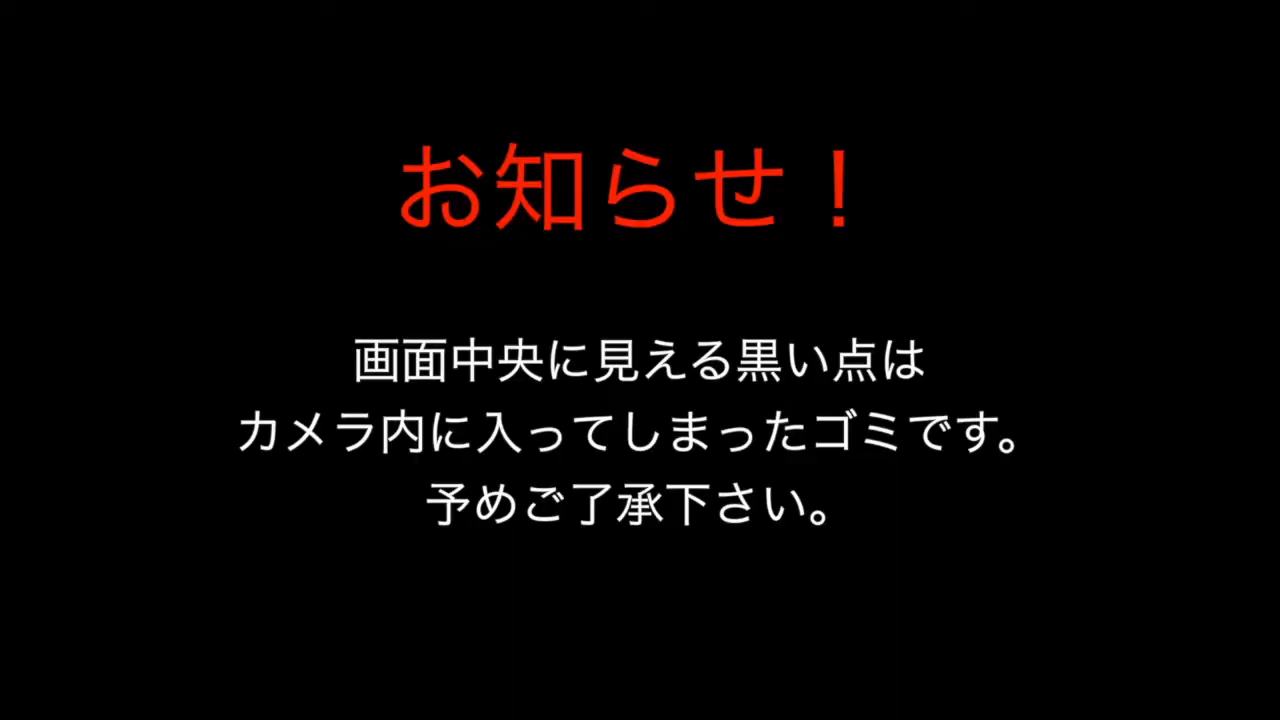 お知らせ！
画面中央に見える黒い点は
カメラ内に入ってしまったゴミです。
予めご了承下さい。